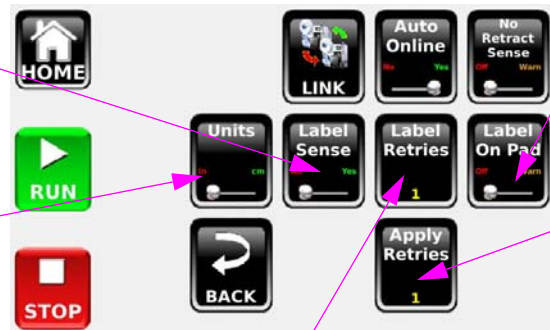 HOME
LINK
Auto
Online
No Yes
No
Retract
Sense
Off Warn
RUN
Units
in cm
Label
Sense
Yes
Label
Retries
1
Label
On Pad
Off Warn
STOP
BACK
Apply
Retries
1